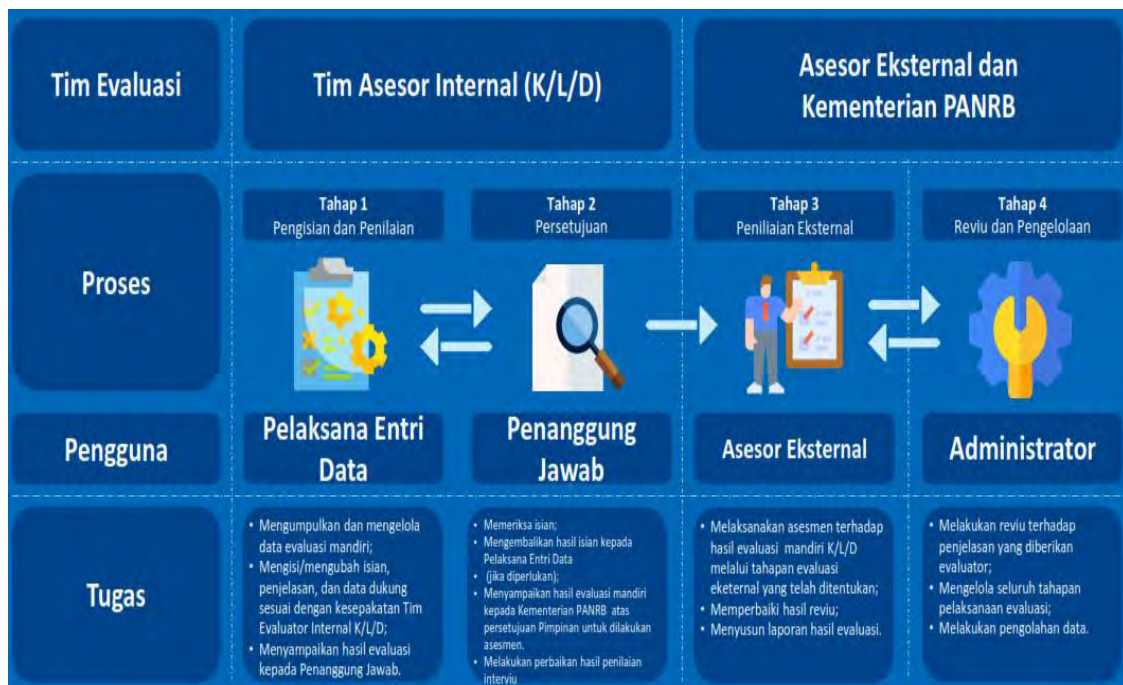 Tim Evaluasi
Tim Asesor Internal (K/L/D)
Asesor Eksternal dan
Kementerian PANRB
Proses
Tahap 1
Pengisian dan Penilaian
Tahap 2
Persetujuan
Tahap 3
Peniliaian Eksternal
Tahap 4
Reviu dan Pengelolaan
Pengguna
Pelaksana Entri
Data
Penanggung
Jawab
Asesor Eksternal
Administrator
Tugas
• Mengumpulkan dan mengelola
data evaluasi mandiri;
• Mengisi/mengubah isian,
penjelasan, dan data dukung
sesuai dengan kesepakatan Tim
Evaluator Internal K/L/D;
• Menyampaikan hasil evaluasi
kepada Penanggung Jawab.
• Memeriksa isian;
• Mengembalikan hasil isian kepada
Pelaksana Entri Data
• (jika diperlukan);
• Menyampaikan hasil evaluasi mandiri
kepada Kementerian PANRB atas
persetujuan Pimpinan untuk dilakukan
asesmen.
• Melakukan perbaikan hasil penilaian
interviu
• Melaksanakan asesmen terhadap
hasil evaluasi mandiri K/L/D
melalui tahapan evaluasi
eketernal yang telah ditentukan;
• Memperbaiki hasil reviu;
• Menyusun laporan hasil evaluasi.
• Melakukan reviu terhadap
penjelasan yang diberikan
evaluator;
• Mengelola seluruh tahapan
pelaksanaan evaluasi;
• Melakukan pengolahan data.